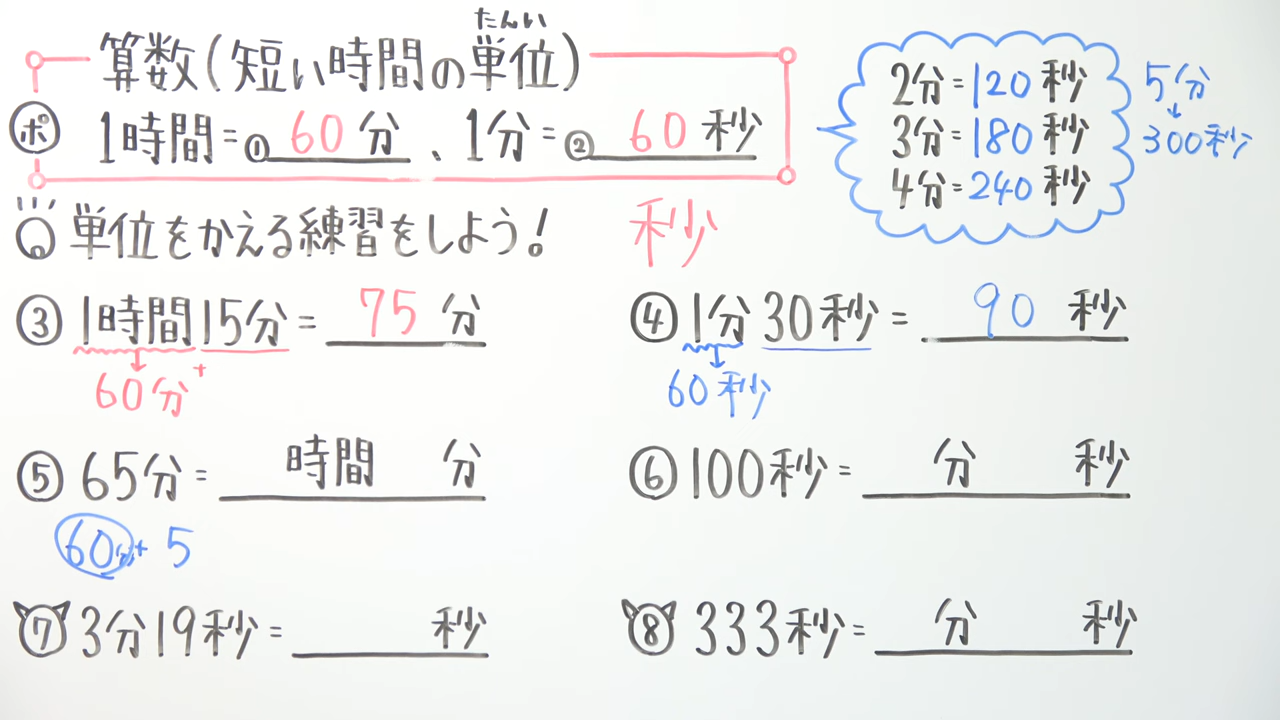 たんい
算数(短い時間の単位)
ポ 1時間=① 60 分、1分=② 60 秒
2分=120秒
3分=180秒
4分=240秒
5分
↓
300秒
単位をかえる練習をしよう!
秒
③ 1時間15分= 75 分
↓
60分+
④ 1分30秒= 90 秒
↓
60秒
⑤ 65分= 時間 分
60分+5
⑥ 100秒= 分 秒
⑦ 3分19秒= 秒
⑧ 333秒= 分 秒